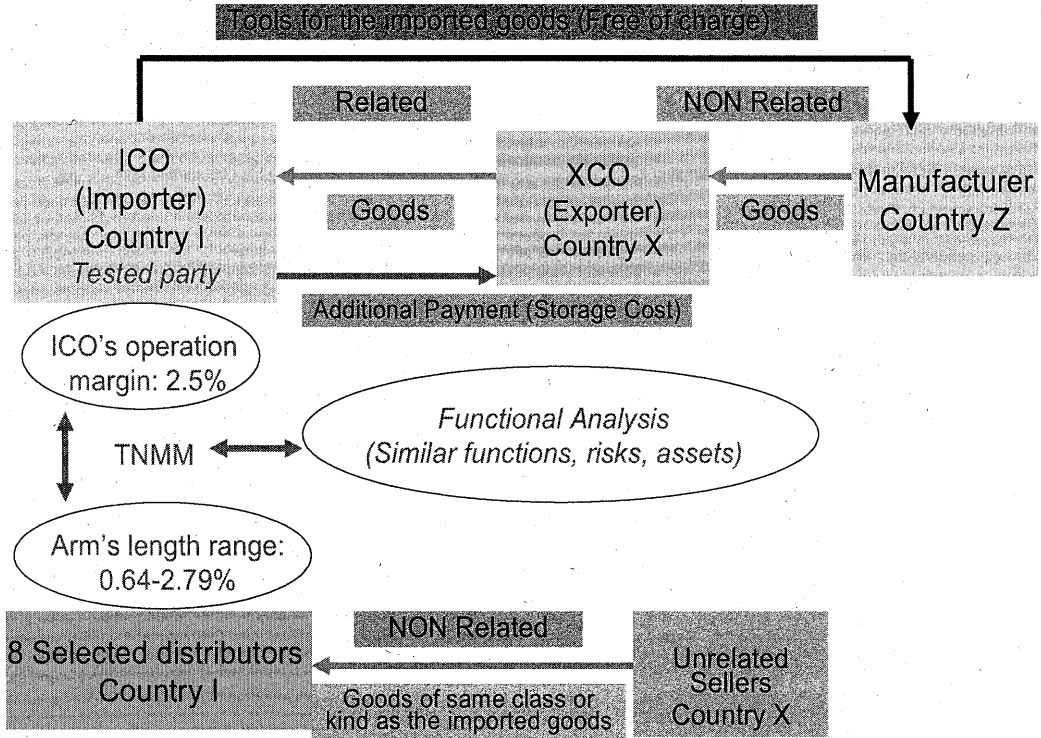 Tools for the imported goods (Free of charge)
Related
NON Related
ICO
(Importer)
Country I
Tested party
Goods
XCO
(Exporter)
Country X
Goods
Manufacturer
Country Z
Additional Payment (Storage Cost)
ICO's operation
margin: 2.5%
TNMM
Functional Analysis
(Similar functions, risks, assets)
Arm's length range:
0.64-2.79%
8 Selected distributors
Country I
NON Related
Goods of same class or
kind as the imported goods
Unrelated
Sellers
Country X